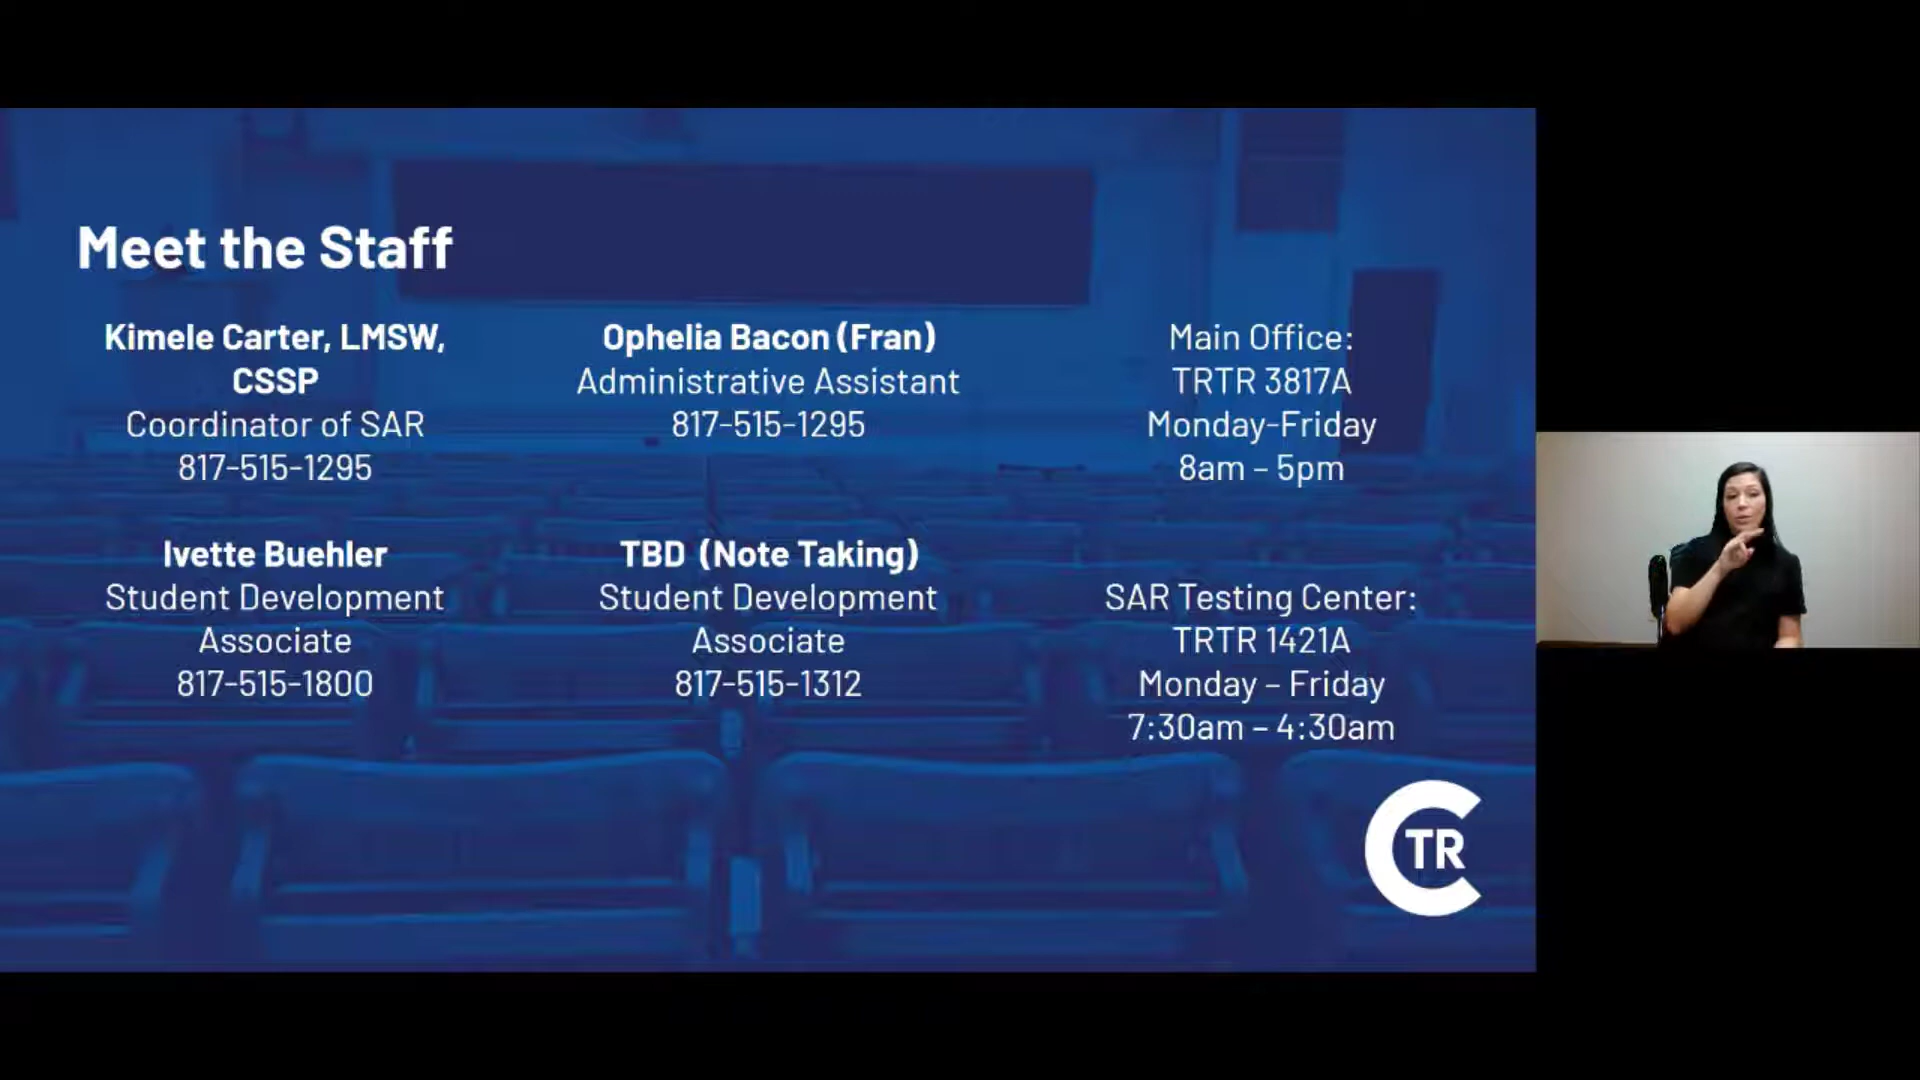 Meet the Staff
Kimele Carter, LMSW,
CSSP
Coordinator of SAR
817-515-1295
Ophelia Bacon (Fran)
Administrative Assistant
817-515-1295
Main Office:
TRTR 3817A
Monday-Friday
8am – 5pm
Ivette Buehler
Student Development
Associate
817-515-1800
TBD (Note Taking)
Student Development
Associate
817-515-1312
SAR Testing Center:
TRTR 1421A
Monday – Friday
7:30am – 4:30am
C TR